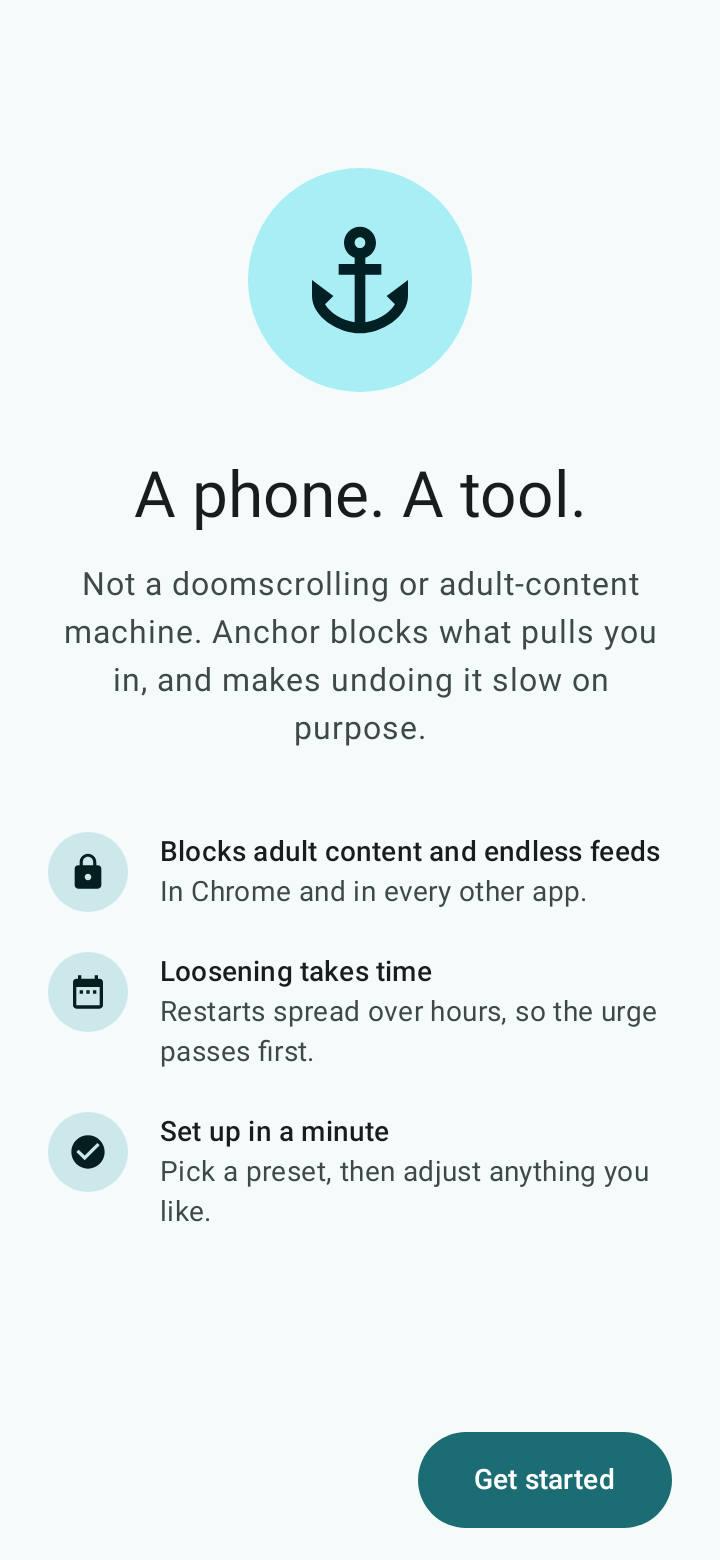 A phone. A tool.
Not a doomscrolling or adult-content
machine. Anchor blocks what pulls you
in, and makes undoing it slow on
purpose.
Blocks adult content and endless feeds
In Chrome and in every other app.
Loosening takes time
Restarts spread over hours, so the urge
passes first.
Set up in a minute
Pick a preset, then adjust anything you
like.
Get started